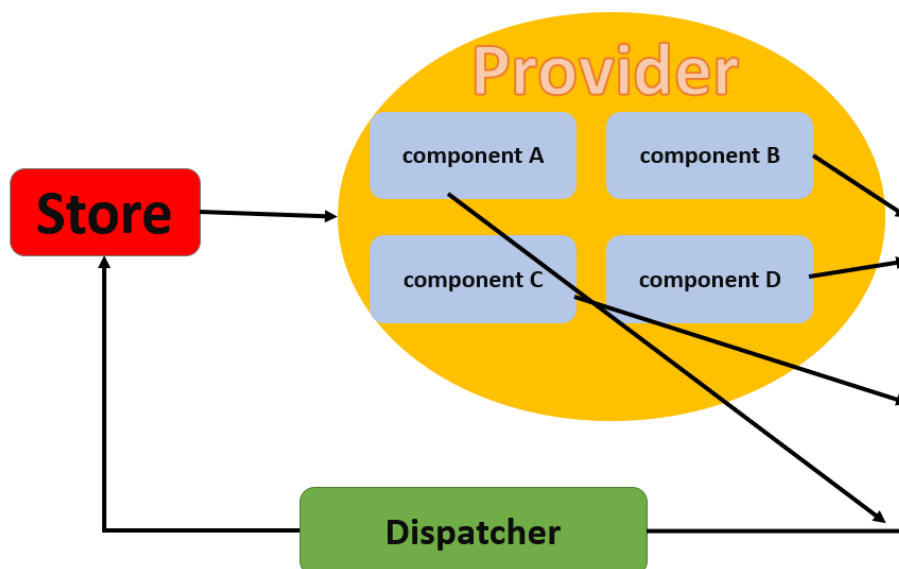 Provider
component A
component B
Store
component C
component D
Dispatcher